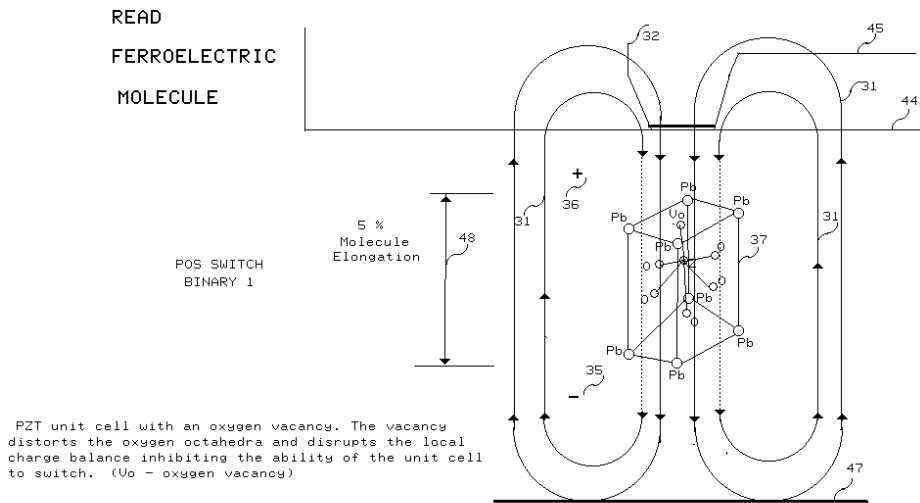 READ
FERROELECTRIC
MOLECULE
32
45
31
44
+
36
31
5 %
Molecule
Elongation
48
POS SWITCH
BINARY 1
Pb
Pb
Pb
Vo
Pb
37
31
O
O
Z
O
O
Pb
O
Pb
Pb
Pb
35
−
PZT unit cell with an oxygen vacancy. The vacancy
distorts the oxygen octahedra and disrupts the local
charge balance inhibiting the ability of the unit cell
to switch. (Vo - oxygen vacancy)
47